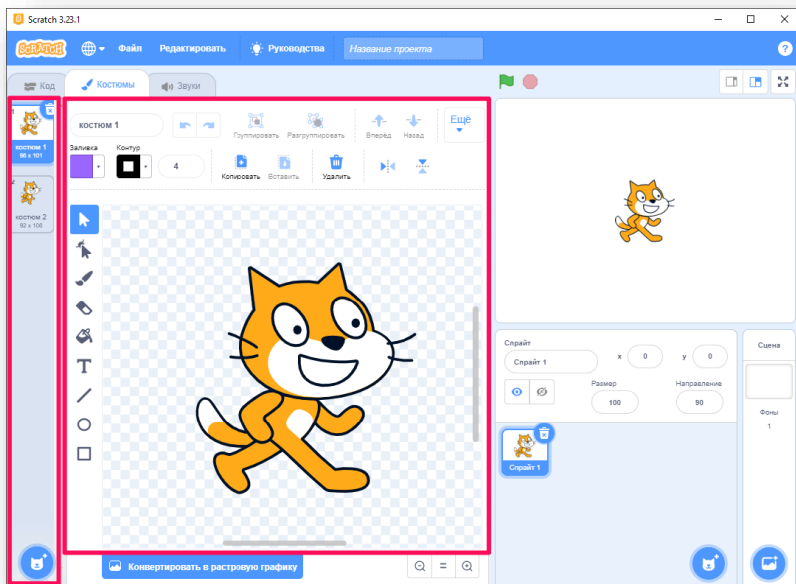 Scratch 3.23.1
SCRATCH Файл Редактировать Руководства Название проекта ?
Код Костюмы Звуки
1
костюм 1
96 x 101
2
костюм 2
92 x 106
костюм 1 Группировать Разгруппировать Вперёд Назад Ещё
Заливка Контур 4 Копировать Вставить Удалить
T
Конвертировать в растровую графику
Спрайт
Спрайт 1 x 0 y 0
Размер Направление
100 90
Спрайт 1
Сцена
Фоны
1